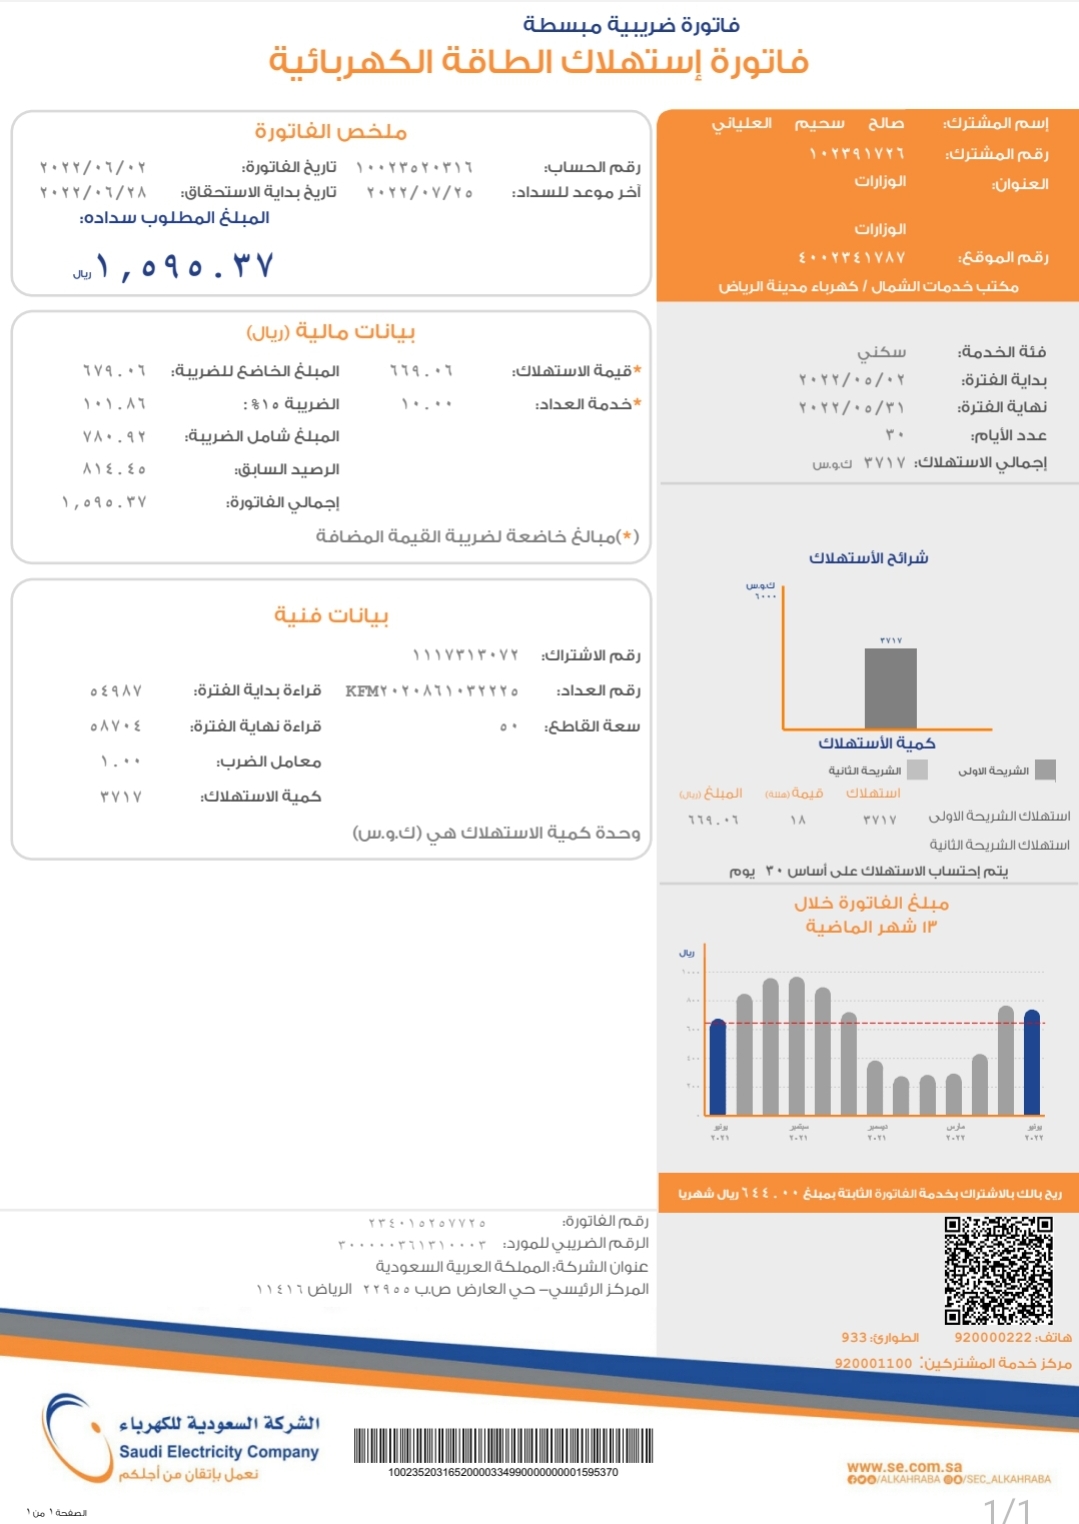 فاتورة ضريبية مبسطة
فاتورة إستهلاك الطاقة الكهربائية
إسم المشترك: صالح سحيم العلياني
رقم المشترك: ١٠٢٣٩١٧٢٦
العنوان: الوزارات
الوزارات
رقم الموقع: ٤٠٠٢٣٤١٧٨٧
مكتب خدمات الشمال / كهرباء مدينة الرياض
ملخص الفاتورة
رقم الحساب: ١٠٠٢٣٥٢٠٣١٦ تاريخ الفاتورة: ٢٠٢٢/٠٦/٠٢
آخر موعد للسداد: ٢٠٢٢/٠٧/٢٥ تاريخ بداية الاستحقاق: ٢٠٢٢/٠٦/٢٨
المبلغ المطلوب سداده:
١,٥٩٥.٣٧ ريال
فئة الخدمة: سكني
بداية الفترة: ٢٠٢٢/٠٥/٠٢
نهاية الفترة: ٢٠٢٢/٠٥/٣١
عدد الأيام: ٣٠
إجمالي الاستهلاك: ٣٧١٧ ك.و.س
بيانات مالية (ريال)
*قيمة الاستهلاك: ٦٦٩.٠٦ المبلغ الخاضع للضريبة: ٦٧٩.٠٦
*خدمة العداد: ١٠.٠٠ الضريبة ١٥%: ١٠١.٨٦
المبلغ شامل الضريبة: ٧٨٠.٩٢
الرصيد السابق: ٨١٤.٤٥
إجمالي الفاتورة: ١,٥٩٥.٣٧
(*)مبالغ خاضعة لضريبة القيمة المضافة
شرائح الأستهلاك
ك.و.س
٦٠٠٠
٣٧١٧
كمية الأستهلاك
الشريحة الاولى الشريحة الثانية
استهلاك قيمة (هللة) المبلغ (ريال)
استهلاك الشريحة الاولى ٣٧١٧ ١٨ ٦٦٩.٠٦
استهلاك الشريحة الثانية
يتم إحتساب الاستهلاك على أساس ٣٠ يوم
بيانات فنية
رقم الاشتراك: ١١١٧٣١٣٠٧٢
رقم العداد: KFM٢٠٢٠٨٦١٠٣٢٢٢٥ قراءة بداية الفترة: ٥٤٩٨٧
سعة القاطع: ٥٠ قراءة نهاية الفترة: ٥٨٧٠٤
معامل الضرب: ١.٠٠
كمية الاستهلاك: ٣٧١٧
وحدة كمية الاستهلاك هي (ك.و.س)
مبلغ الفاتورة خلال
١٣ شهر الماضية
ريال
١٠٠٠
٨٠٠
٦٠٠
٤٠٠
٢٠٠
٠
يونيو ٢٠٢١
سبتمبر ٢٠٢١
ديسمبر ٢٠٢١
مارس ٢٠٢٢
يونيو ٢٠٢٢
ريح بالك بالاشتراك بخدمة الفاتورة الثابتة بمبلغ ٦٤٤.٠٠ ريال شهريا
رقم الفاتورة: ٢٣٤٠١٥٢٥٧٧٢٥
الرقم الضريبي للمورد: ٣٠٠٠٠٠٣٦١٣١٠٠٠٣
عنوان الشركة: المملكة العربية السعودية
المركز الرئيسي– حي العارض ص.ب ٢٢٩٥٥ الرياض ١١٤١٦
هاتف: 920000222 الطوارئ: 933
مركز خدمة المشتركين: 920001100
الشركة السعودية للكهرباء
Saudi Electricity Company
نعمل بإتقان من أجلكم
10023520316520000334990000000001595370
www.se.com.sa
/ALKAHRABA /SEC_ALKAHRABA
الصفحة ١ من ١
1/1